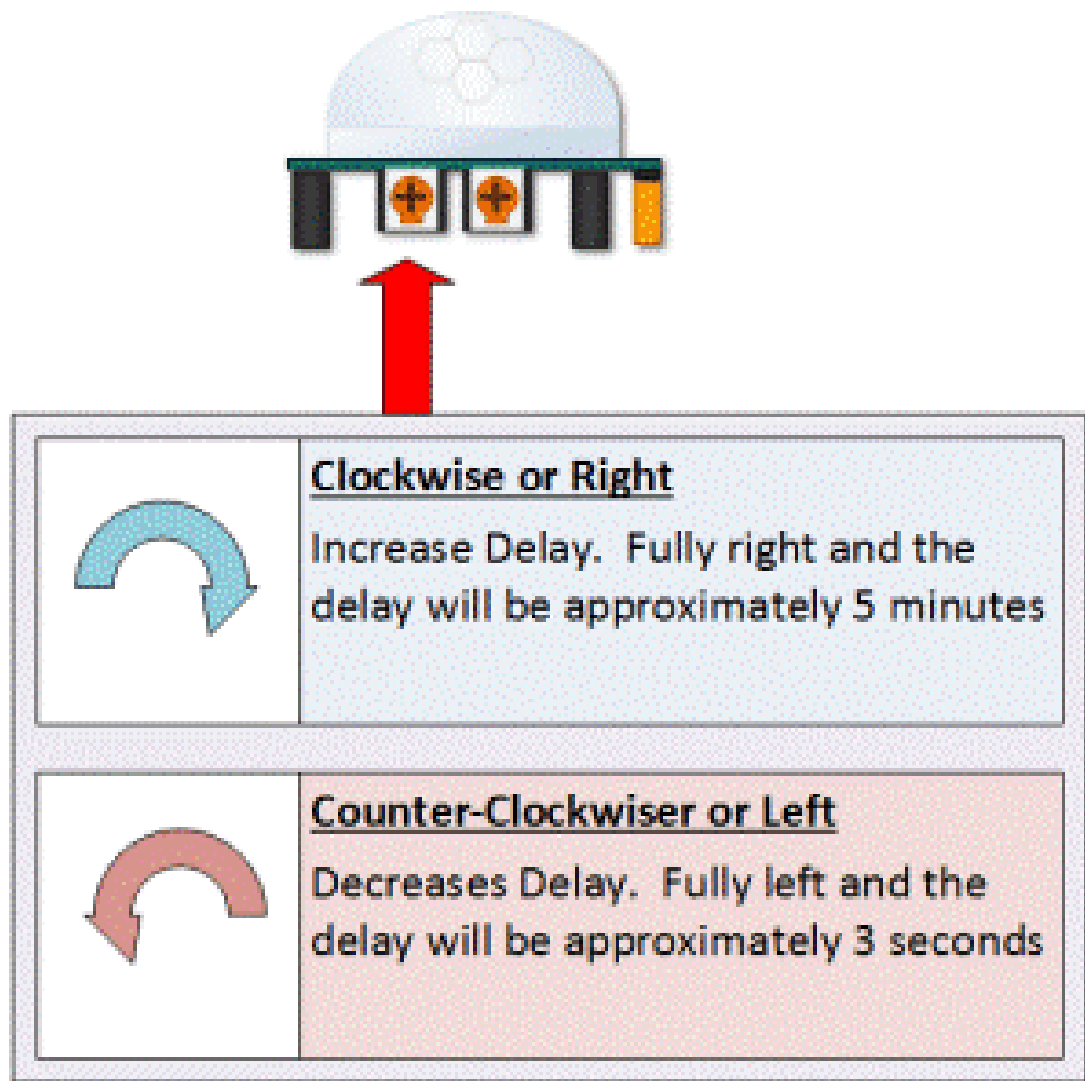 Clockwise or Right
Increase Delay.  Fully right and the
delay will be approximately 5 minutes
Counter-Clockwiser or Left
Decreases Delay.  Fully left and the
delay will be approximately 3 seconds